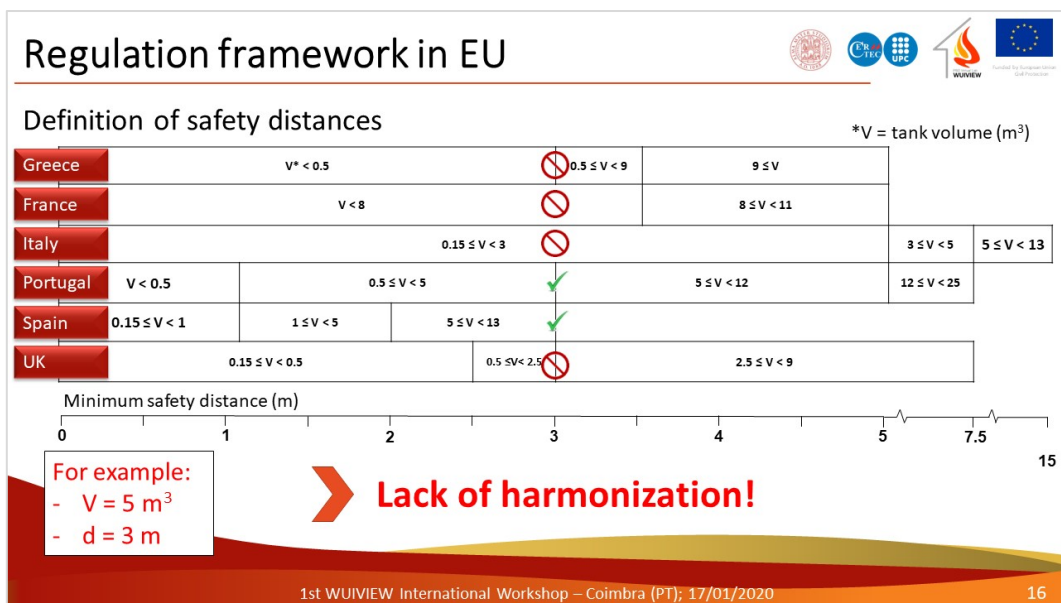 Regulation framework in EU
CERTEC
UPC
WUIVIEW
Definition of safety distances
*V = tank volume (m³)
Greece V* < 0.5 0.5 ≤ V < 9 9 ≤ V
France V < 8 8 ≤ V < 11
Italy 0.15 ≤ V < 3 3 ≤ V < 5 5 ≤ V < 13
Portugal V < 0.5 0.5 ≤ V < 5 5 ≤ V < 12 12 ≤ V < 25
Spain 0.15 ≤ V < 1 1 ≤ V < 5 5 ≤ V < 13
UK 0.15 ≤ V < 0.5 0.5 ≤V< 2.5 2.5 ≤ V < 9
Minimum safety distance (m)
0 1 2 3 4 5 7.5
15
For example:
- V = 5 m³
- d = 3 m
Lack of harmonization!
1st WUIVIEW International Workshop – Coimbra (PT); 17/01/2020
16